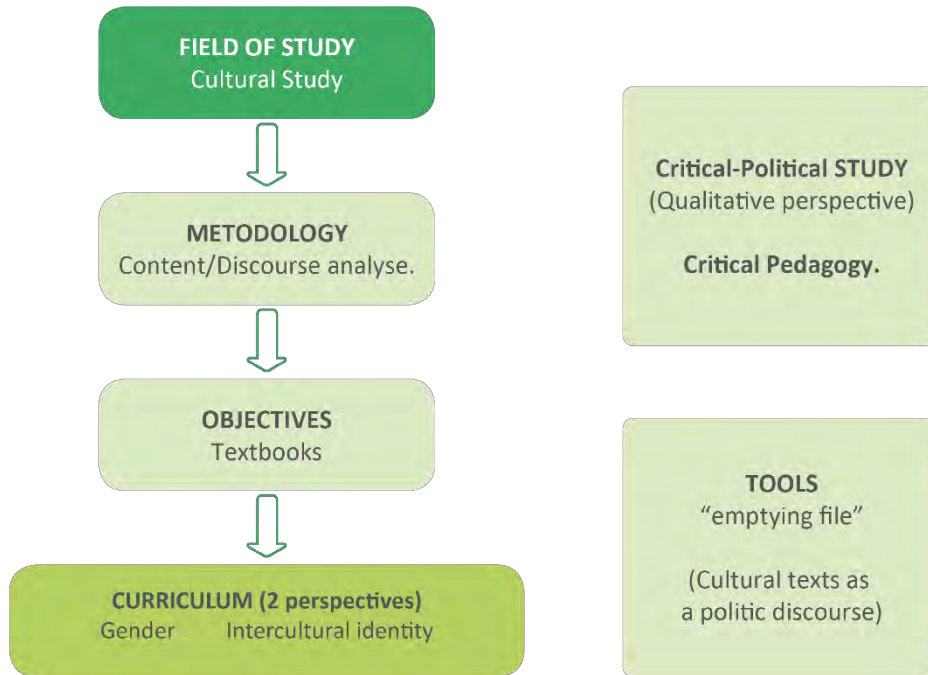 FIELD OF STUDY
Cultural Study
METODOLOGY
Content/Discourse analyse.
OBJECTIVES
Textbooks
CURRICULUM (2 perspectives)
Gender Intercultural identity
Critical-Political STUDY
(Qualitative perspective)
Critical Pedagogy.
TOOLS
“emptying file”
(Cultural texts as
a politic discourse)